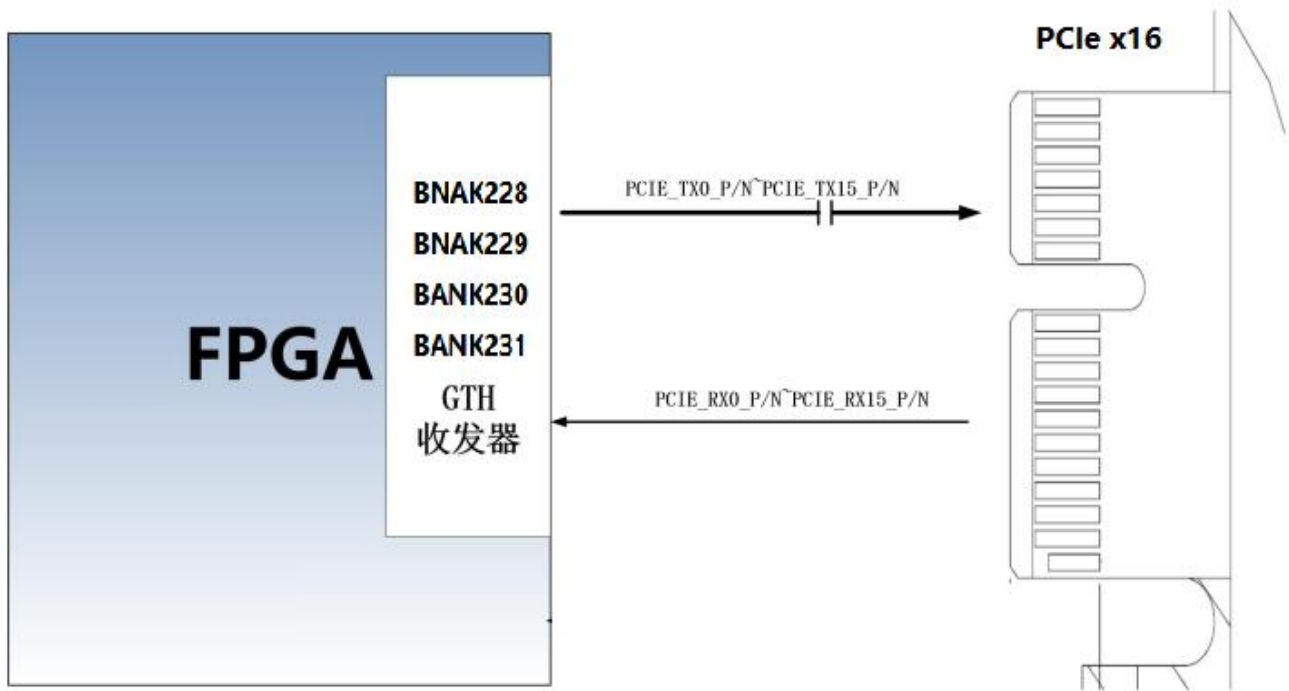 PCIe x16
BNAK228
BNAK229
BANK230
BANK231
GTH
收发器
FPGA
PCIE_TX0_P/N~PCIE_TX15_P/N
PCIE_RX0_P/N~PCIE_RX15_P/N